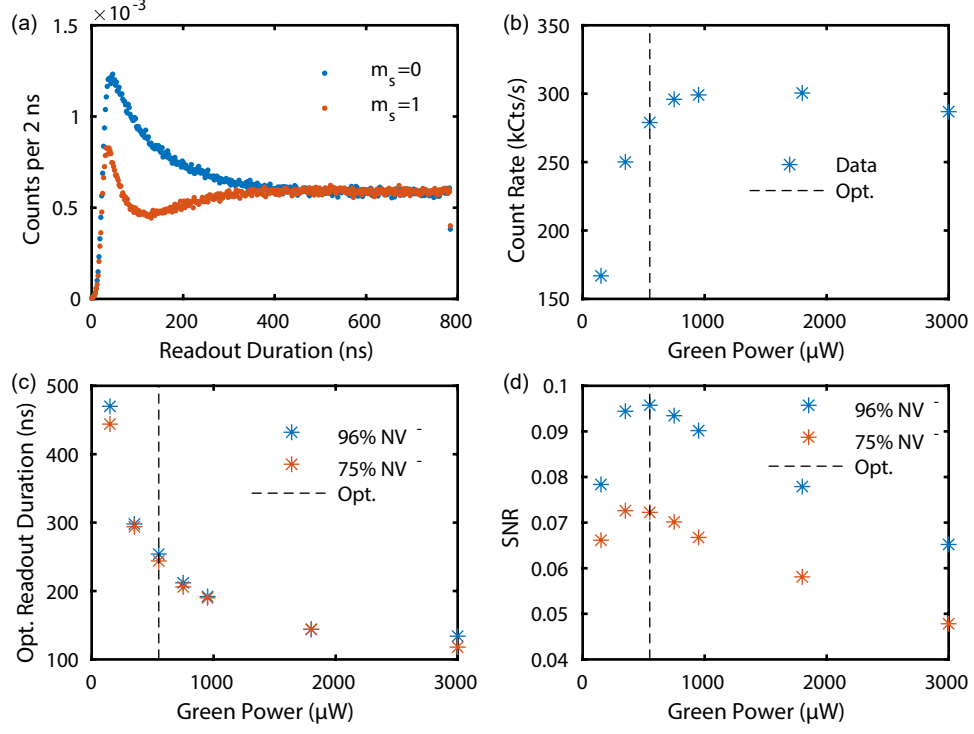 (a)
× 10⁻³
1.5
1
0.5
0
Counts per 2 ns
m_s=0
m_s=1
0 200 400 600 800
Readout Duration (ns)
(b)
350
300
250
200
150
Count Rate (kCts/s)
Data
Opt.
0 1000 2000 3000
Green Power (µW)
(c)
500
400
300
200
100
Opt. Readout Duration (ns)
96% NV⁻
75% NV⁻
Opt.
0 1000 2000 3000
Green Power (µW)
(d)
0.1
0.09
0.08
0.07
0.06
0.05
0.04
SNR
96% NV⁻
75% NV⁻
Opt.
0 1000 2000 3000
Green Power (µW)